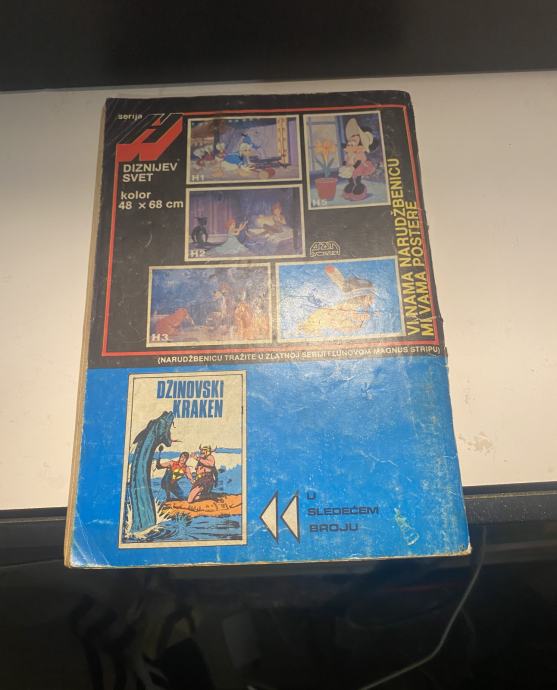 serija
H
DIZNIJEV
SVET
kolor
48 x 68 cm
H1
H5
H2
H3
VI NAMA NARUDŽBENICU
MI VAMA POSTERE
(NARUDŽBENICU TRAŽITE U ZLATNOJ SERIJI I LUNOVOM MAGNUS STRIPU)
DŽINOVSKI
KRAKEN
U
SLEDEĆEM
BROJU